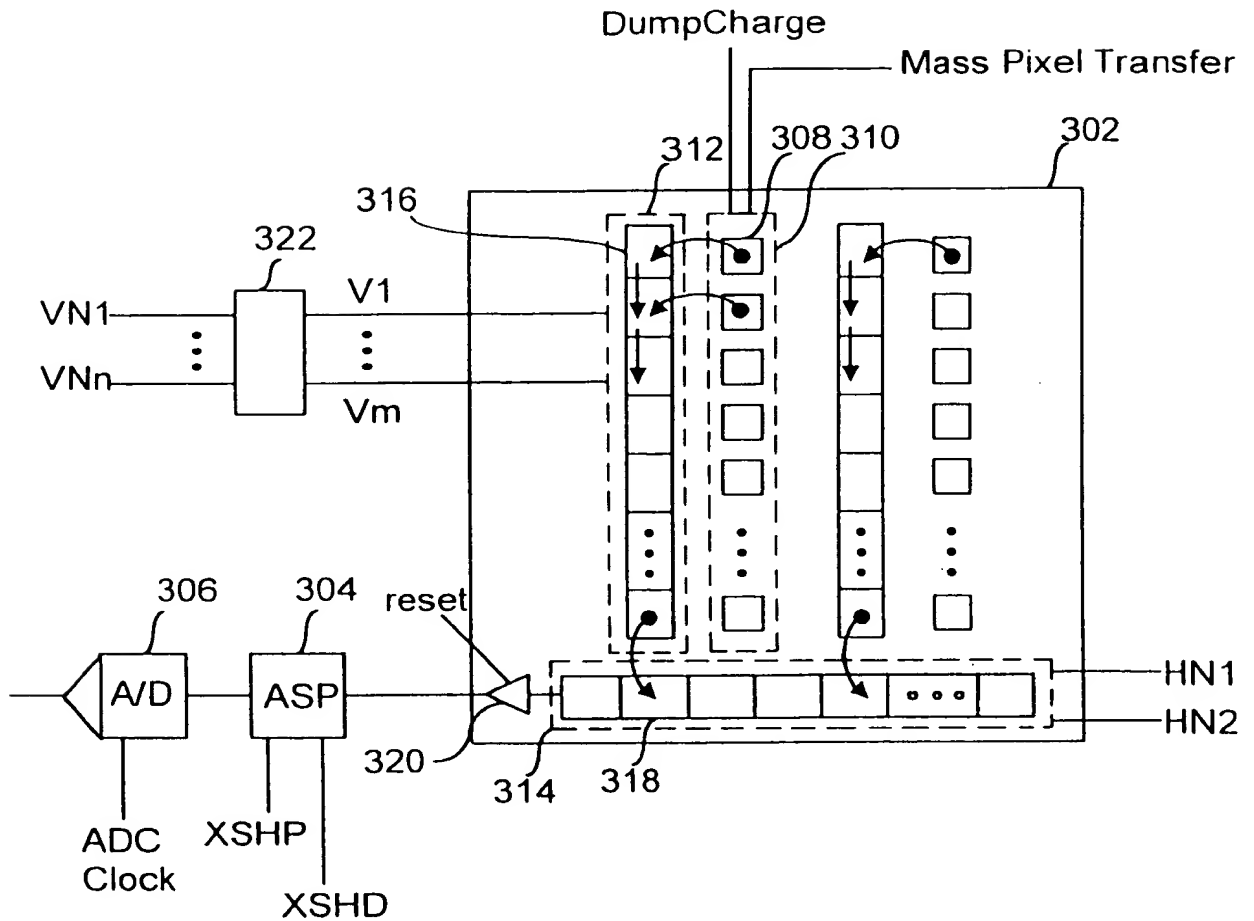 DumpCharge
Mass Pixel Transfer
312
308
310
302
316
322
VN1
V1
VNn
Vm
306
304
reset
A/D
ASP
HN1
HN2
320
314
318
ADC
Clock
XSHP
XSHD